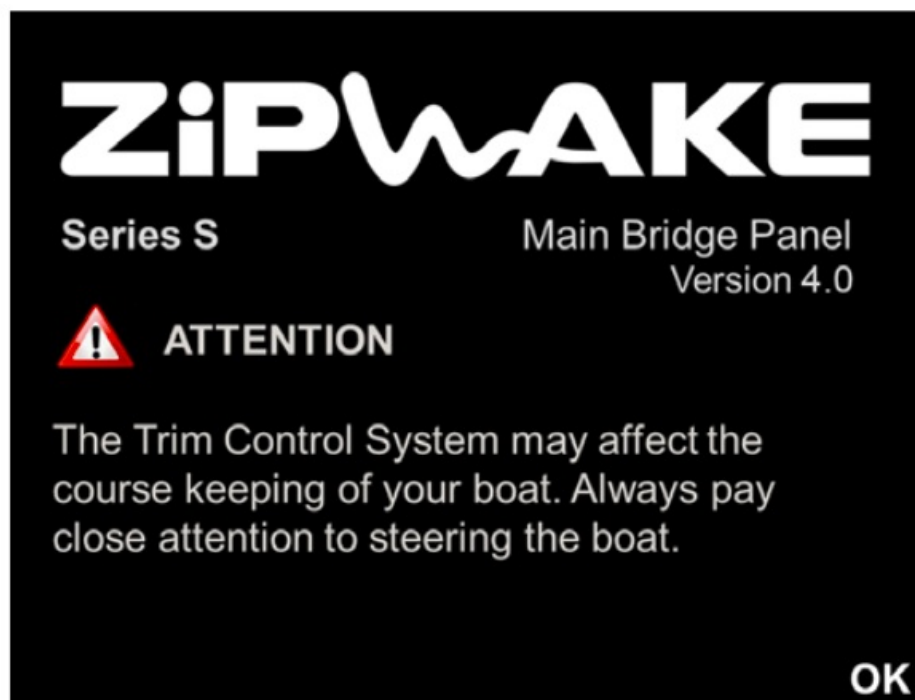 ZiPWAKE
Series S
Main Bridge Panel
Version 4.0
ATTENTION
The Trim Control System may affect the
course keeping of your boat. Always pay
close attention to steering the boat.
OK